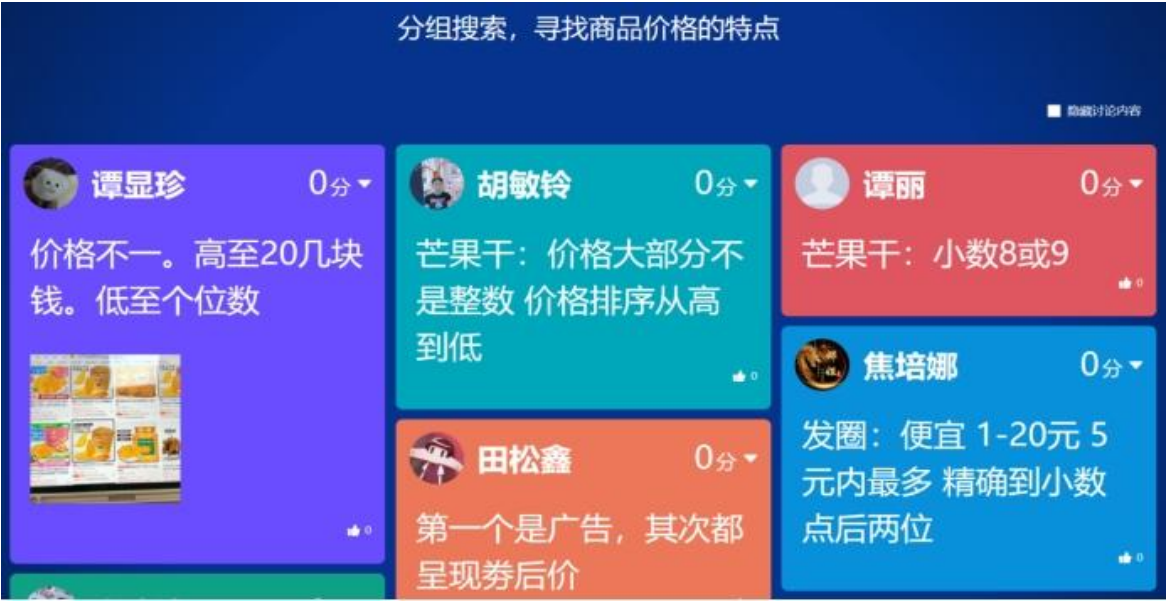 分组搜索，寻找商品价格的特点
隐藏讨论内容
谭显珍 0分
价格不一。高至20几块
钱。低至个位数
0
胡敏铃 0分
芒果干：价格大部分不
是整数 价格排序从高
到低
0
谭丽 0分
芒果干：小数8或9
0
田松鑫 0分
第一个是广告，其次都
呈现劵后价
焦培娜 0分
发圈：便宜 1-20元 5
元内最多 精确到小数
点后两位
0